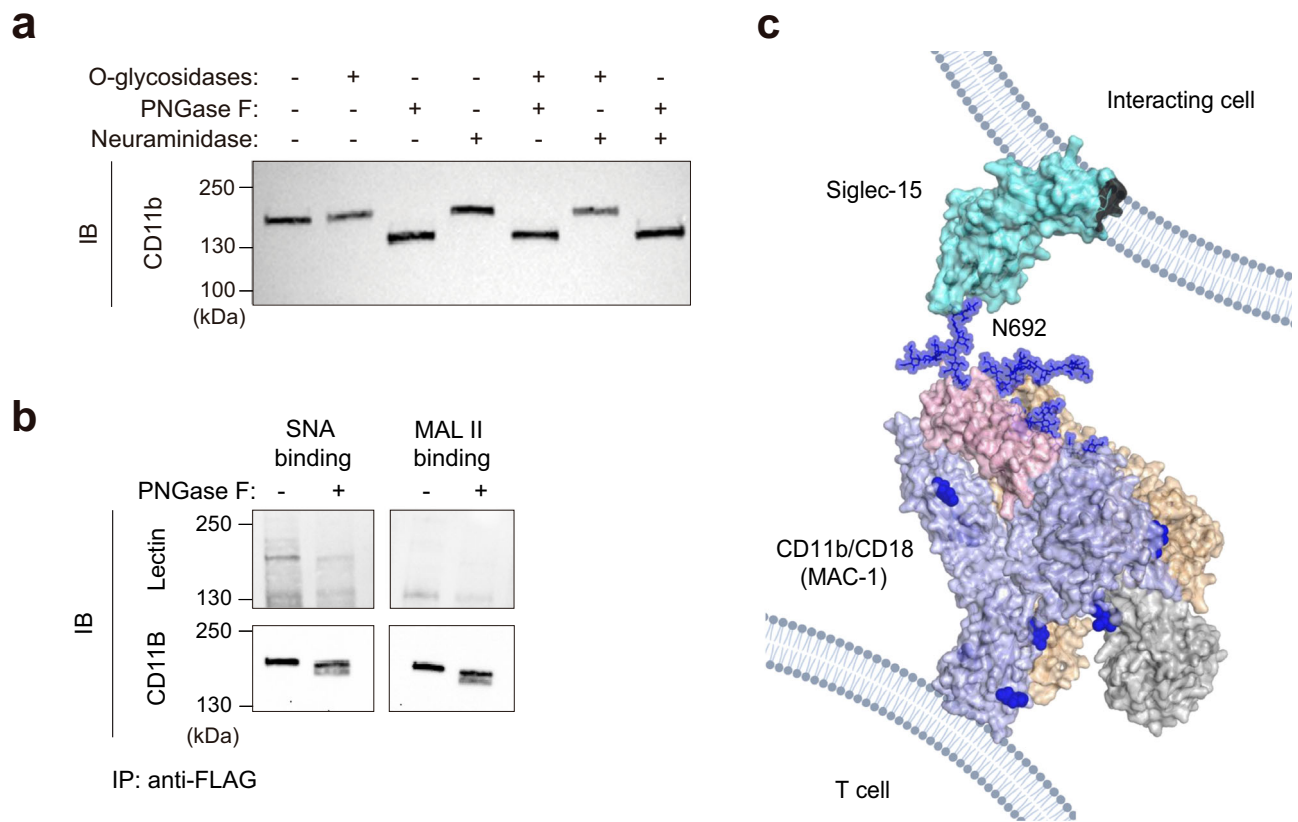 a
O-glycosidases: - + - - + + -
PNGase F: - - + - + - +
Neuraminidase: - - - + - + +
IB
CD11b
250
130
100
(kDa)
b
SNA binding
MAL II binding
PNGase F: - + - +
IB
Lectin
250
130
CD11B
250
130
(kDa)
IP: anti-FLAG
c
Interacting cell
Siglec-15
N692
CD11b/CD18
(MAC-1)
T cell